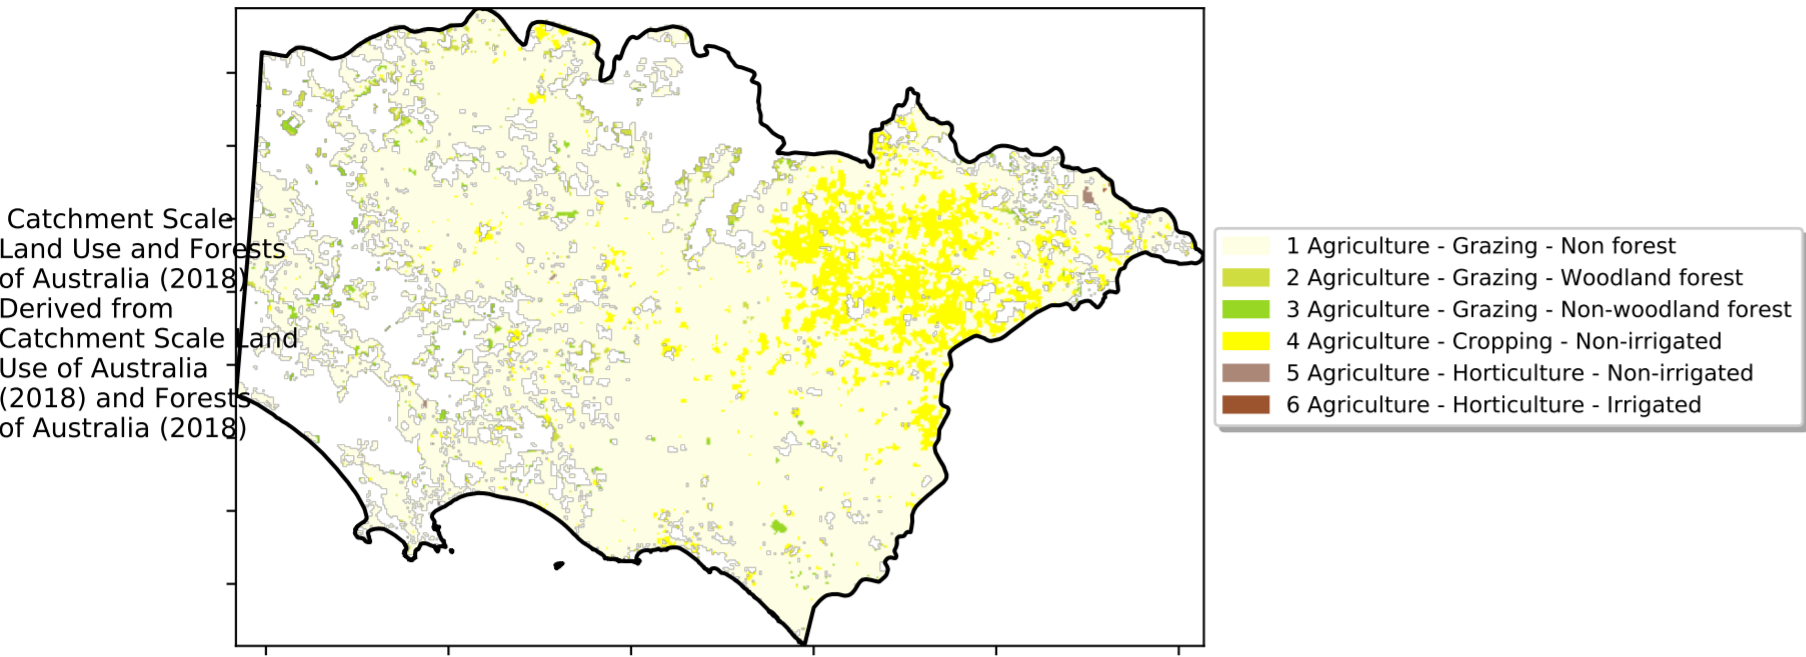 Catchment Scale
Land Use and Forests
of Australia (2018)
Derived from
Catchment Scale Land
Use of Australia
(2018) and Forests
of Australia (2018)
1 Agriculture - Grazing - Non forest
2 Agriculture - Grazing - Woodland forest
3 Agriculture - Grazing - Non-woodland forest
4 Agriculture - Cropping - Non-irrigated
5 Agriculture - Horticulture - Non-irrigated
6 Agriculture - Horticulture - Irrigated